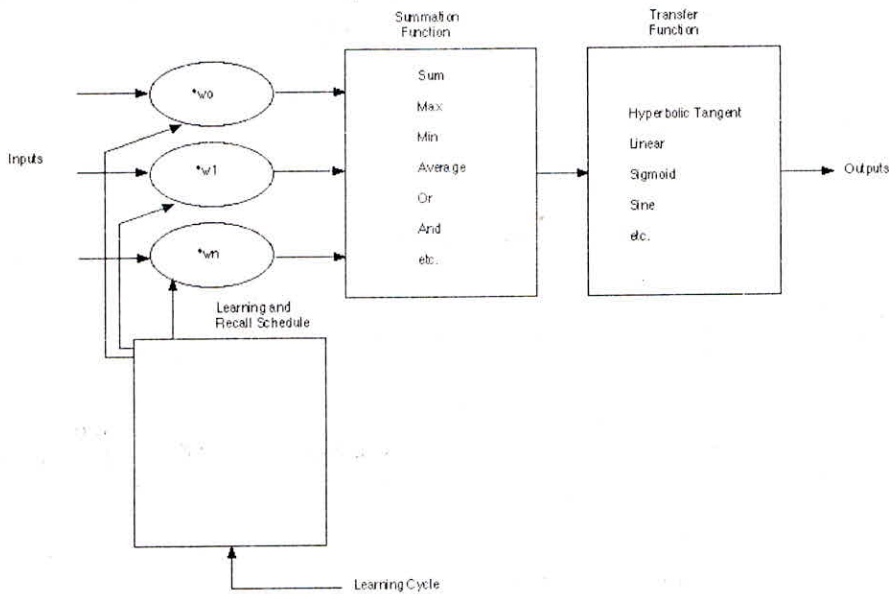 Summation
Function
Transfer
Function
Inputs
*wo
*w1
*wn
Sum
Max
Min
Average
Or
And
etc.
Hyperbolic Tangent
Linear
Sigmoid
Sine
etc.
Outputs
Learning and
Recall Schedule
Learning Cycle